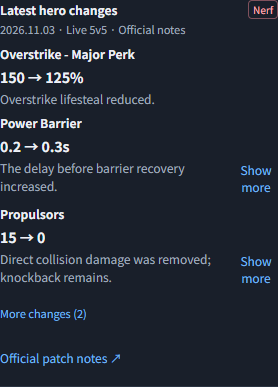 Latest hero changes
Nerf
2026.11.03 · Live 5v5 · Official notes
Overstrike - Major Perk
150 → 125%
Overstrike lifesteal reduced.
Power Barrier
0.2 → 0.3s
The delay before barrier recovery
increased.
Show
more
Propulsors
15 → 0
Direct collision damage was removed;
knockback remains.
Show
more
More changes (2)
Official patch notes ↗